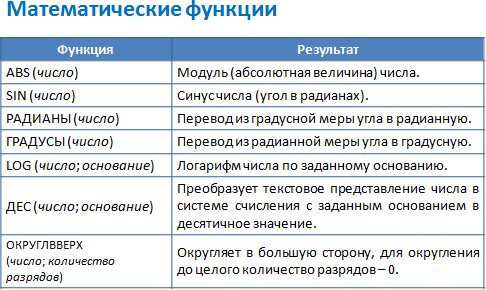 Математические функции
Функция Результат
ABS (число) Модуль (абсолютная величина) числа.
SIN (число) Синус числа (угол в радианах).
РАДИАНЫ (число) Перевод из градусной меры угла в радианную.
ГРАДУСЫ (число) Перевод из радианной меры угла в градусную.
LOG (число; основание) Логарифм числа по заданному основанию.
ДЕС (число; основание)
Преобразует текстовое представление числа в
системе счисления с заданным основанием в
десятичное значение.
ОКРУГЛВВЕРХ
(число; количество
разрядов)
Округляет в большую сторону, для округления
до целого количество разрядов – 0.